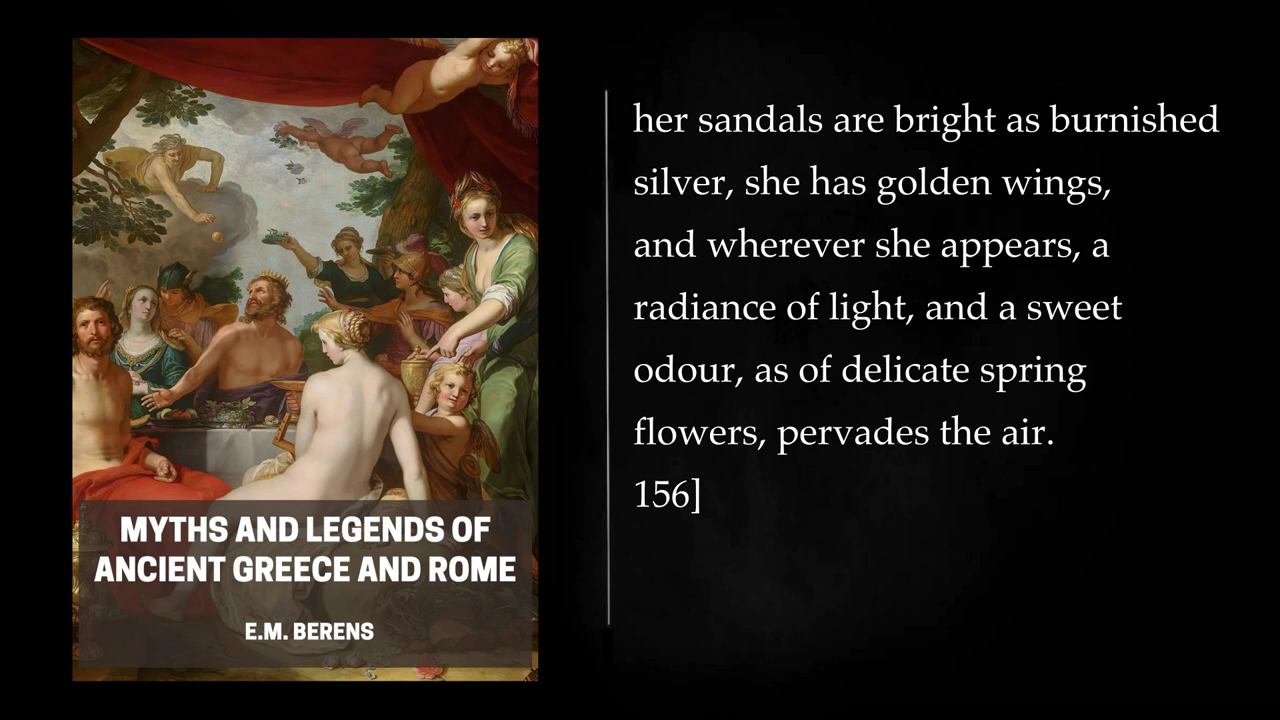 MYTHS AND LEGENDS OF
ANCIENT GREECE AND ROME
E.M. BERENS
her sandals are bright as burnished
silver, she has golden wings,
and wherever she appears, a
radiance of light, and a sweet
odour, as of delicate spring
flowers, pervades the air.
156]